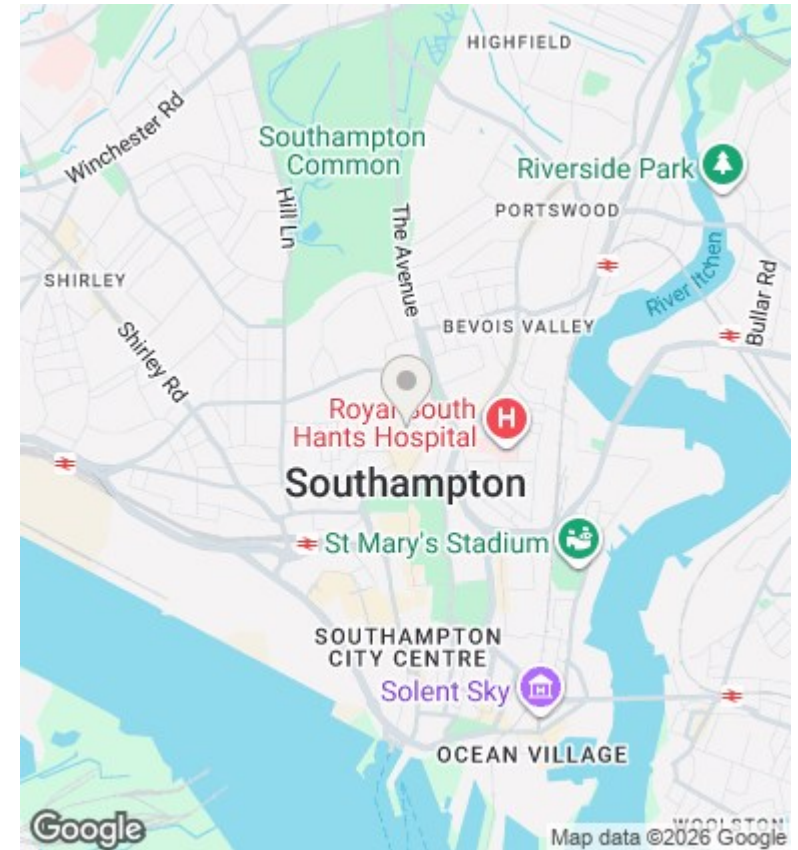 HIGHFIELD
Winchester Rd
Southampton
Common
Riverside Park
Hill Ln
The Avenue
PORTSWOOD
River Itchen
SHIRLEY
Bullar Rd
BEVOIS VALLEY
Shirley Rd
Royal South
Hants Hospital
H
Southampton
St Mary's Stadium
SOUTHAMPTON
CITY CENTRE
Solent Sky
OCEAN VILLAGE
WOOLSTON
Google
Map data ©2026 Google